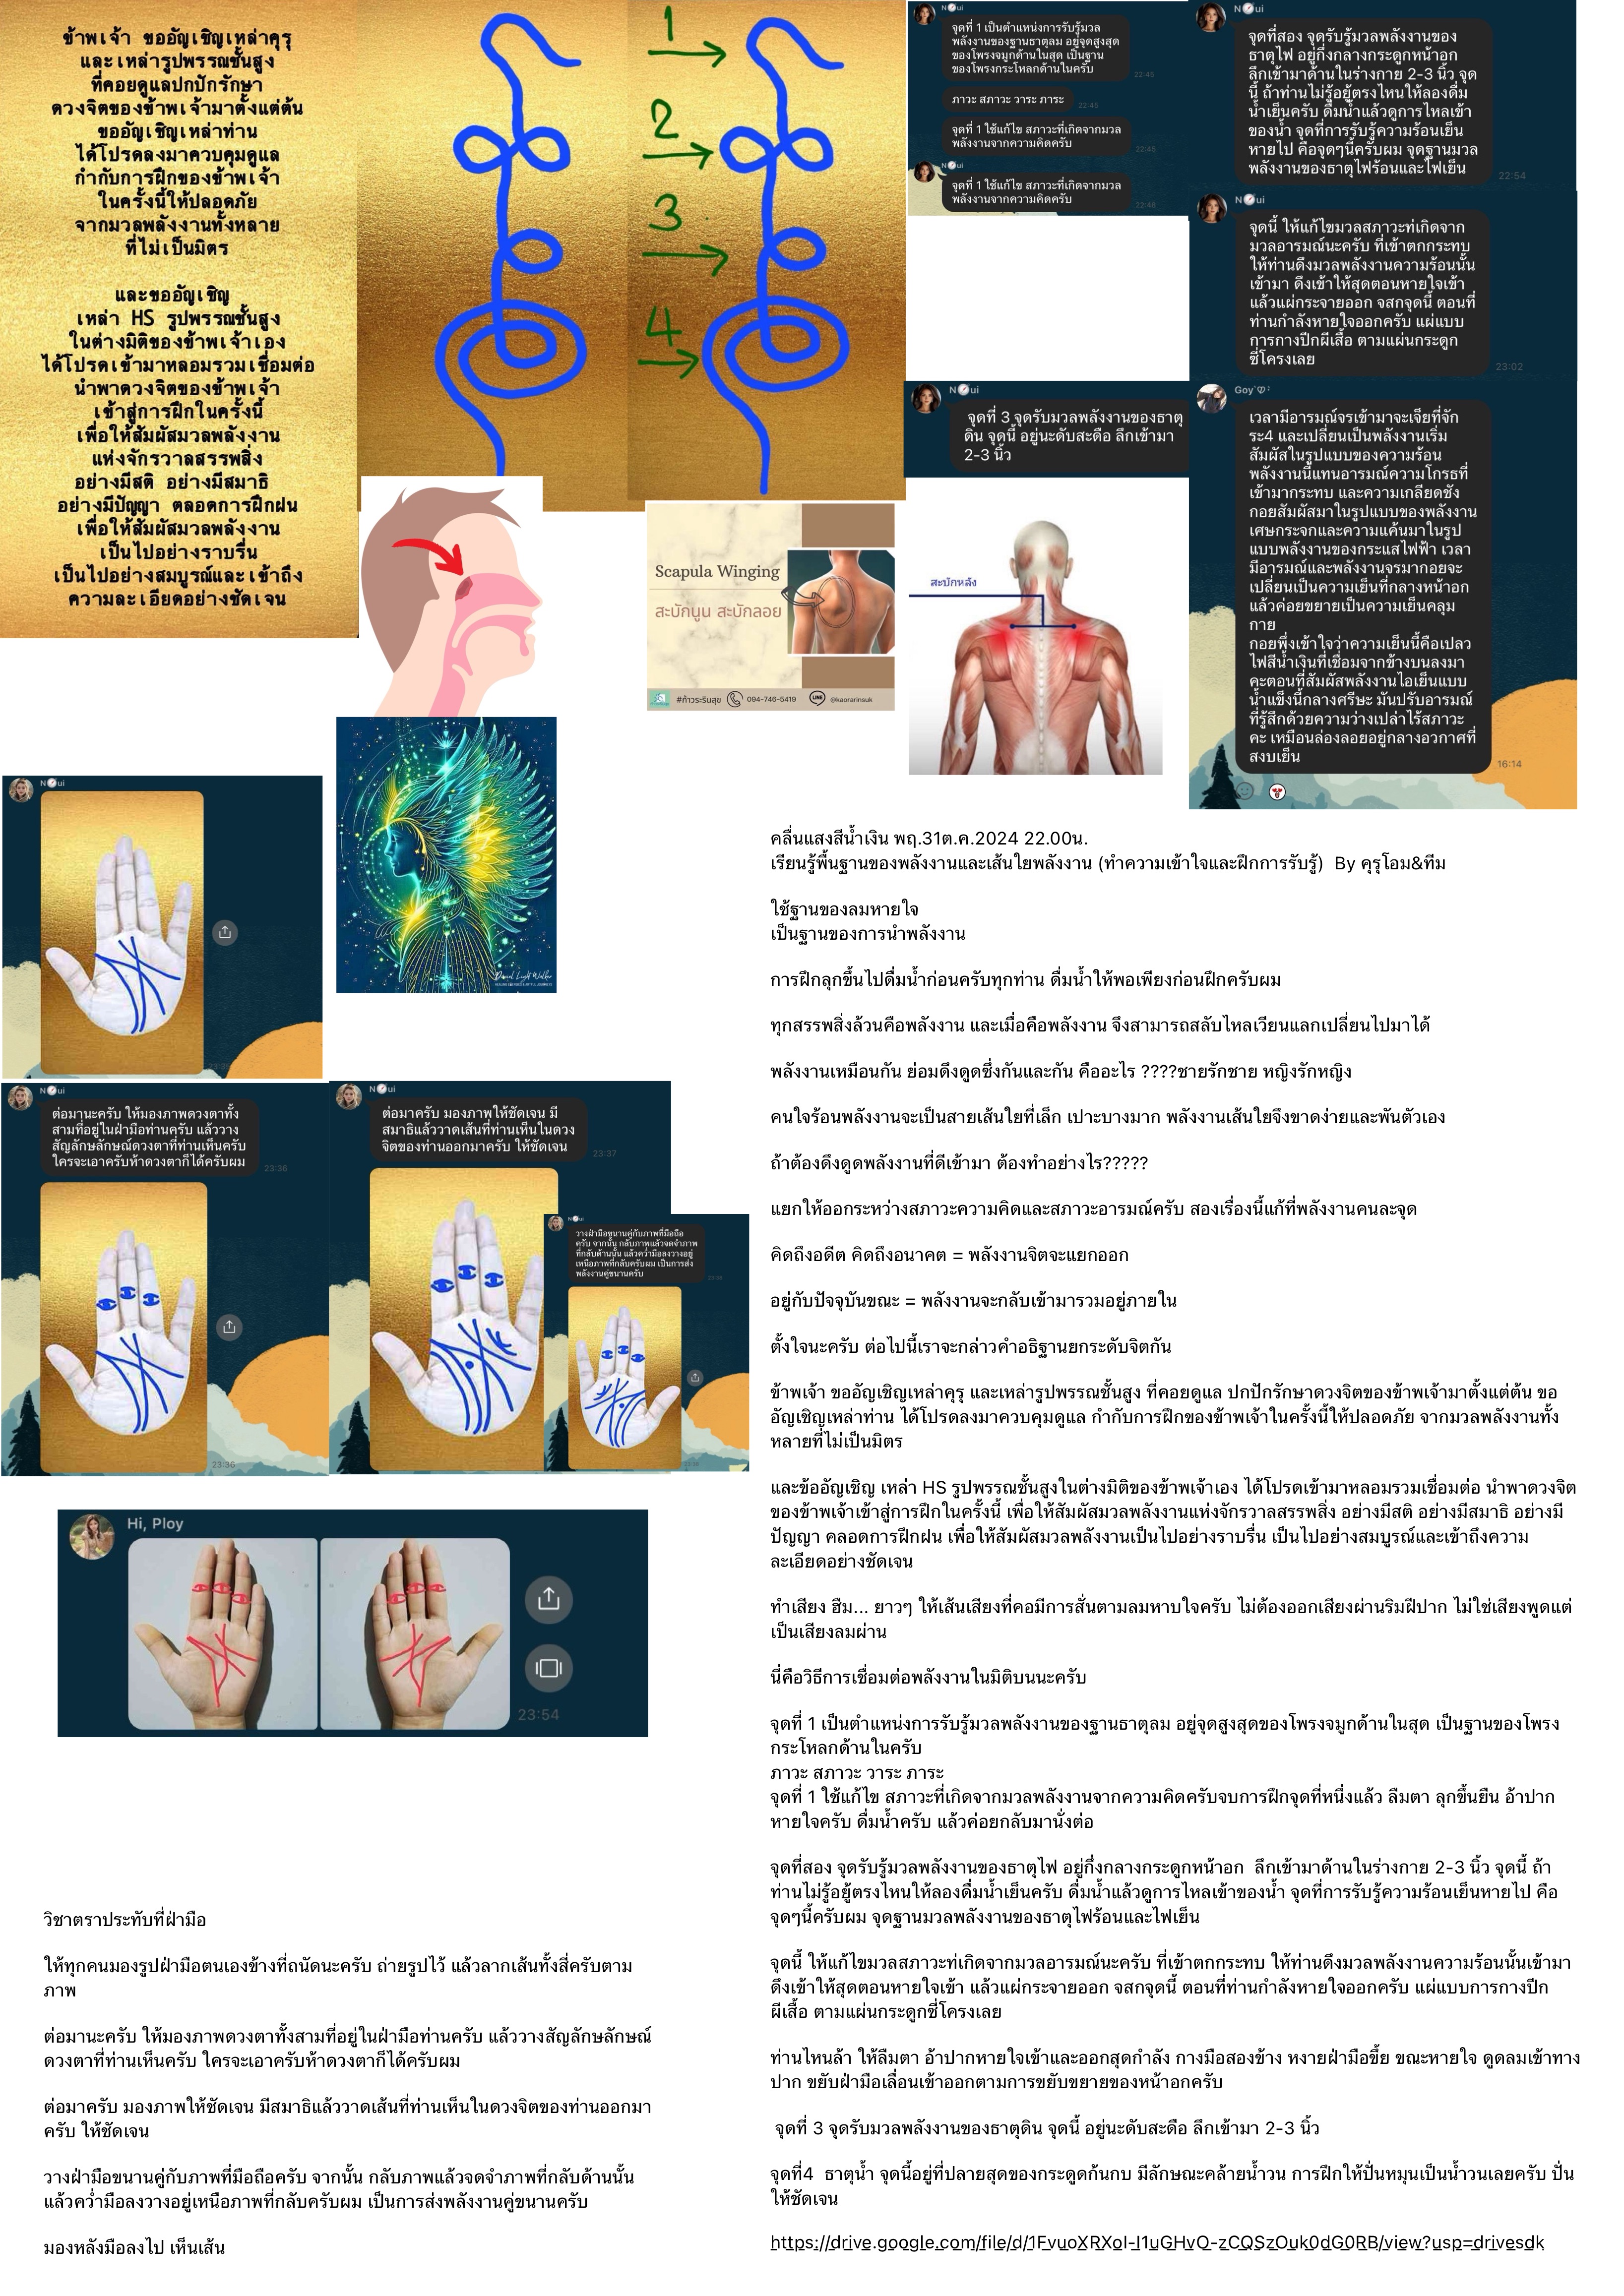 ข้าพเจ้า ขออัญเชิญเหล่าคุรุ
และเหล่ารูปพรรณชั้นสูง
ที่คอยดูแลปกปักรักษา
ดวงจิตของข้าพเจ้ามาตั้งแต่ต้น
ขออัญเชิญเหล่าท่าน
ได้โปรดลงมาควบคุมดูแล
กำกับการฝึกของข้าพเจ้า
ในครั้งนี้ให้ปลอดภัย
จากมวลพลังงานทั้งหลาย
ที่ไม่เป็นมิตร
และขออัญเชิญ
เหล่า HS รูปพรรณชั้นสูง
ในต่างมิติของข้าพเจ้าเอง
ได้โปรดเข้ามาหลอมรวมเชื่อมต่อ
นำพาดวงจิตของข้าพเจ้า
เข้าสู่การฝึกในครั้งนี้
เพื่อให้สัมผัสมวลพลังงาน
แห่งจักรวาลสรรพสิ่ง
อย่างมีสติ อย่างมีสมาธิ
อย่างมีปัญญา ตลอดการฝึกฝน
เพื่อให้สัมผัสมวลพลังงาน
เป็นไปอย่างราบรื่น
เป็นไปอย่างสมบูรณ์และเข้าถึง
ความละเอียดอย่างชัดเจน
1
2
3
4
จุดที่ 1 เป็นตำแหน่งการรับรู้มวล
พลังงานของฐานธาตุลม อยู่จุดสูงสุด
ของโพรงจมูกด้านในสุด เป็นฐาน
ของโพรงกระโหลกด้านในครับ
22:45
ภาวะ สภาวะ วาระ ภาระ
22:45
จุดที่ 1 ใช้แก้ไข สภาวะที่เกิดจากมวล
พลังงานจากความคิดครับ
22:45
N ui
จุดที่ 1 ใช้แก้ไข สภาวะที่เกิดจากมวล
พลังงานจากความคิดครับ
22:48
N ui
จุดที่สอง จุดรับรู้มวลพลังงานของ
ธาตุไฟ อยู่กึ่งกลางกระดูกหน้าอก
ลึกเข้ามาด้านในร่างกาย 2-3 นิ้ว จุด
นี้ ถ้าท่านไม่รู้อยู่ตรงไหนให้ลองดื่ม
น้ำเย็นครับ ดื่มน้ำแล้วดูการไหลเข้า
ของน้ำ จุดที่การรับรู้ความร้อนเย็น
หายไป คือจุดๆนี้ครับผม จุดฐานมวล
พลังงานของธาตุไฟร้อนและไฟเย็น
22:54
N ui
จุดนี้ ให้แก้ไขมวลสภาวะท่เกิดจาก
มวลอารมณ์นะครับ ที่เข้าตกกระทบ
ให้ท่านดึงมวลพลังงานความร้อนนั้น
เข้ามา ดึงเข้าให้สุดตอนหายใจเข้า
แล้วแผ่กระจายออก จสกจุดนี้ ตอนที่
ท่านกำลังหายใจออกครับ แผ่แบบ
การกางปีกผีเสื้อ ตามแผ่นกระดูก
ซี่โครงเลย
23:02
N ui
จุดที่ 3 จุดรับมวลพลังงานของธาตุ
ดิน จุดนี้ อยู่นะดับสะดือ ลึกเข้ามา
2-3 นิ้ว
เวลามีอารมณ์จรเข้ามาจะเจียที่จัก
ระ4 และเปลี่ยนเป็นพลังงานเริ่ม
สัมผัสในรูปแบบของความร้อน
พลังงานนี้แทนอารมณ์ความโกรธที่
เข้ามากระทบ และความเกลียดชัง
กอยสัมผัสมาในรูปแบบของพลังงาน
เศษกระจกและความแค้นมาในรูป
แบบพลังงานของกระแสไฟฟ้า เวลา
มีอารมณ์และพลังงานจรมากอยจะ
เปลี่ยนเป็นความเย็นที่กลางหน้าอก
แล้วค่อยขยายเป็นความเย็นคลุม
กาย
กอยพึ่งเข้าใจว่าความเย็นนี้คือเปลว
ไฟสีน้ำเงินที่เชื่อมจากข้างบนลงมา
คะตอนที่สัมผัสพลังงานไอเย็นแบบ
น้ำแข็งนี้กลางศรีษะ มันปรับอารมณ์
ที่รู้สึกด้วยความว่างเปล่าไร้สภาวะ
คะ เหมือนล่องลอยอยู่กลางอวกาศที่
สงบเย็น
16:14
Scapula Winging
สะบักนูน สะบักลอย
#ก้าวระรินสุข 094-746-5419 LINE @kaorarinsuk
สะบักหลัง
N ui
N ui
ต่อมานะครับ ให้มองภาพดวงตาทั้ง
สามที่อยู่ในฝ่ามือท่านครับ แล้ววาง
สัญลักษลักษณ์ดวงตาที่ท่านเห็นครับ
ใครจะเอาครับห้าดวงตาก็ได้ครับผม
23:36
23:36
N ui
ต่อมาครับ มองภาพให้ชัดเจน มี
สมาธิแล้ววาดเส้นที่ท่านเห็นในดวง
จิตของท่านออกมาครับ ให้ชัดเจน
23:37
N ui
วางฝ่ามือขนานคู่กับภาพที่มือถือ
ครับ จากนั้น กลับภาพแล้วจดจำภาพ
ที่กลับด้านนั้น แล้วคว่ำมือลงวางอยู่
เหนือภาพที่กลับครับผม เป็นการส่ง
พลังงานคู่ขนานครับ
Hi, Ploy
23:54
คลื่นแสงสีน้ำเงิน พฤ.31ต.ค.2024 22.00น.
เรียนรู้พื้นฐานของพลังงานและเส้นใยพลังงาน (ทำความเข้าใจและฝึกการรับรู้) By คุรุโอม&ทีม
ใช้ฐานของลมหายใจ
เป็นฐานของการนำพลังงาน
การฝึกลุกขึ้นไปดื่มน้ำก่อนครับทุกท่าน ดื่มน้ำให้พอเพียงก่อนฝึกครับผม
ทุกสรรพสิ่งล้วนคือพลังงาน และเมื่อคือพลังงาน จึงสามารถสลับไหลเวียนแลกเปลี่ยนไปมาได้
พลังงานเหมือนกัน ย่อมดึงดูดซึ่งกันและกัน คืออะไร ????ชายรักชาย หญิงรักหญิง
คนใจร้อนพลังงานจะเป็นสายเส้นใยที่เล็ก เปาะบางมาก พลังงานเส้นใยจึงขาดง่ายและพันตัวเอง
ถ้าต้องดึงดูดพลังงานที่ดีเข้ามา ต้องทำอย่างไร?????
แยกให้ออกระหว่างสภาวะความคิดและสภาวะอารมณ์ครับ สองเรื่องนี้แก้ที่พลังงานคนละจุด
คิดถึงอดีต คิดถึงอนาคต = พลังงานจิตจะแยกออก
อยู่กับปัจจุบันขณะ = พลังงานจะกลับเข้ามารวมอยู่ภายใน
ตั้งใจนะครับ ต่อไปนี้เราจะกล่าวคำอธิฐานยกระดับจิตกัน
ข้าพเจ้า ขออัญเชิญเหล่าคุรุ และเหล่ารูปพรรณชั้นสูง ที่คอยดูแล ปกปักรักษาดวงจิตของข้าพเจ้ามาตั้งแต่ต้น ขอ
อัญเชิญเหล่าท่าน ได้โปรดลงมาควบคุมดูแล กำกับการฝึกของข้าพเจ้าในครั้งนี้ให้ปลอดภัย จากมวลพลังงานทั้ง
หลายที่ไม่เป็นมิตร
และข้ออัญเชิญ เหล่า HS รูปพรรณชั้นสูงในต่างมิติของข้าพเจ้าเอง ได้โปรดเข้ามาหลอมรวมเชื่อมต่อ นำพาดวงจิต
ของข้าพเจ้าเข้าสู่การฝึกในครั้งนี้ เพื่อให้สัมผัสมวลพลังงานแห่งจักรวาลสรรพสิ่ง อย่างมีสติ อย่างมีสมาธิ อย่างมี
ปัญญา คลอดการฝึกฝน เพื่อให้สัมผัสมวลพลังงานเป็นไปอย่างราบรื่น เป็นไปอย่างสมบูรณ์และเข้าถึงความ
ละเอียดอย่างชัดเจน
ทำเสียง ฮืม... ยาวๆ ให้เส้นเสียงที่คอมีการสั่นตามลมหาบใจครับ ไม่ต้องออกเสียงผ่านริมฝีปาก ไม่ใช่เสียงพูดแต่
เป็นเสียงลมผ่าน
นี่คือวิธีการเชื่อมต่อพลังงานในมิติบนนะครับ
จุดที่ 1 เป็นตำแหน่งการรับรู้มวลพลังงานของฐานธาตุลม อยู่จุดสูงสุดของโพรงจมูกด้านในสุด เป็นฐานของโพรง
กระโหลกด้านในครับ
ภาวะ สภาวะ วาระ ภาระ
จุดที่ 1 ใช้แก้ไข สภาวะที่เกิดจากมวลพลังงานจากความคิดครับจบการฝึกจุดที่หนึ่งแล้ว ลืมตา ลุกขึ้นยืน อ้าปาก
หายใจครับ ดื่มน้ำครับ แล้วค่อยกลับมานั่งต่อ
จุดที่สอง จุดรับรู้มวลพลังงานของธาตุไฟ อยู่กึ่งกลางกระดูกหน้าอก ลึกเข้ามาด้านในร่างกาย 2-3 นิ้ว จุดนี้ ถ้า
ท่านไม่รู้อยู่ตรงไหนให้ลองดื่มน้ำเย็นครับ ดื่มน้ำแล้วดูการไหลเข้าของน้ำ จุดที่การรับรู้ความร้อนเย็นหายไป คือ
จุดๆนี้ครับผม จุดฐานมวลพลังงานของธาตุไฟร้อนและไฟเย็น
จุดนี้ ให้แก้ไขมวลสภาวะท่เกิดจากมวลอารมณ์นะครับ ที่เข้าตกกระทบ ให้ท่านดึงมวลพลังงานความร้อนนั้นเข้ามา
ดึงเข้าให้สุดตอนหายใจเข้า แล้วแผ่กระจายออก จสกจุดนี้ ตอนที่ท่านกำลังหายใจออกครับ แผ่แบบการกางปีก
ผีเสื้อ ตามแผ่นกระดูกซี่โครงเลย
ท่านไหนล้า ให้ลืมตา อ้าปากหายใจเข้าและออกสุดกำลัง กางมือสองข้าง หงายฝ่ามือขึ้ย ขณะหายใจ ดูดลมเข้าทาง
ปาก ขยับฝ่ามือเลื่อนเข้าออกตามการขยับขยายของหน้าอกครับ
จุดที่ 3 จุดรับมวลพลังงานของธาตุดิน จุดนี้ อยู่นะดับสะดือ ลึกเข้ามา 2-3 นิ้ว
จุดที่4 ธาตุน้ำ จุดนี้อยู่ที่ปลายสุดของกระดูดก้นกบ มีลักษณะคล้ายน้ำวน การฝึกให้ปั่นหมุนเป็นน้ำวนเลยครับ ปั่น
ให้ชัดเจน
https://drive.google.com/file/d/1FvuoXRXoI-l1uGHvQ-zCQSzOuk0dG0RB/view?usp=drivesdk
วิชาตราประทับที่ฝ่ามือ
ให้ทุกคนมองรูปฝ่ามือตนเองข้างที่ถนัดนะครับ ถ่ายรูปไว้ แล้วลากเส้นทั้งสี่ครับตาม
ภาพ
ต่อมานะครับ ให้มองภาพดวงตาทั้งสามที่อยู่ในฝ่ามือท่านครับ แล้ววางสัญลักษลักษณ์
ดวงตาที่ท่านเห็นครับ ใครจะเอาครับห้าดวงตาก็ได้ครับผม
ต่อมาครับ มองภาพให้ชัดเจน มีสมาธิแล้ววาดเส้นที่ท่านเห็นในดวงจิตของท่านออกมา
ครับ ให้ชัดเจน
วางฝ่ามือขนานคู่กับภาพที่มือถือครับ จากนั้น กลับภาพแล้วจดจำภาพที่กลับด้านนั้น
แล้วคว่ำมือลงวางอยู่เหนือภาพที่กลับครับผม เป็นการส่งพลังงานคู่ขนานครับ
มองหลังมือลงไป เห็นเส้น